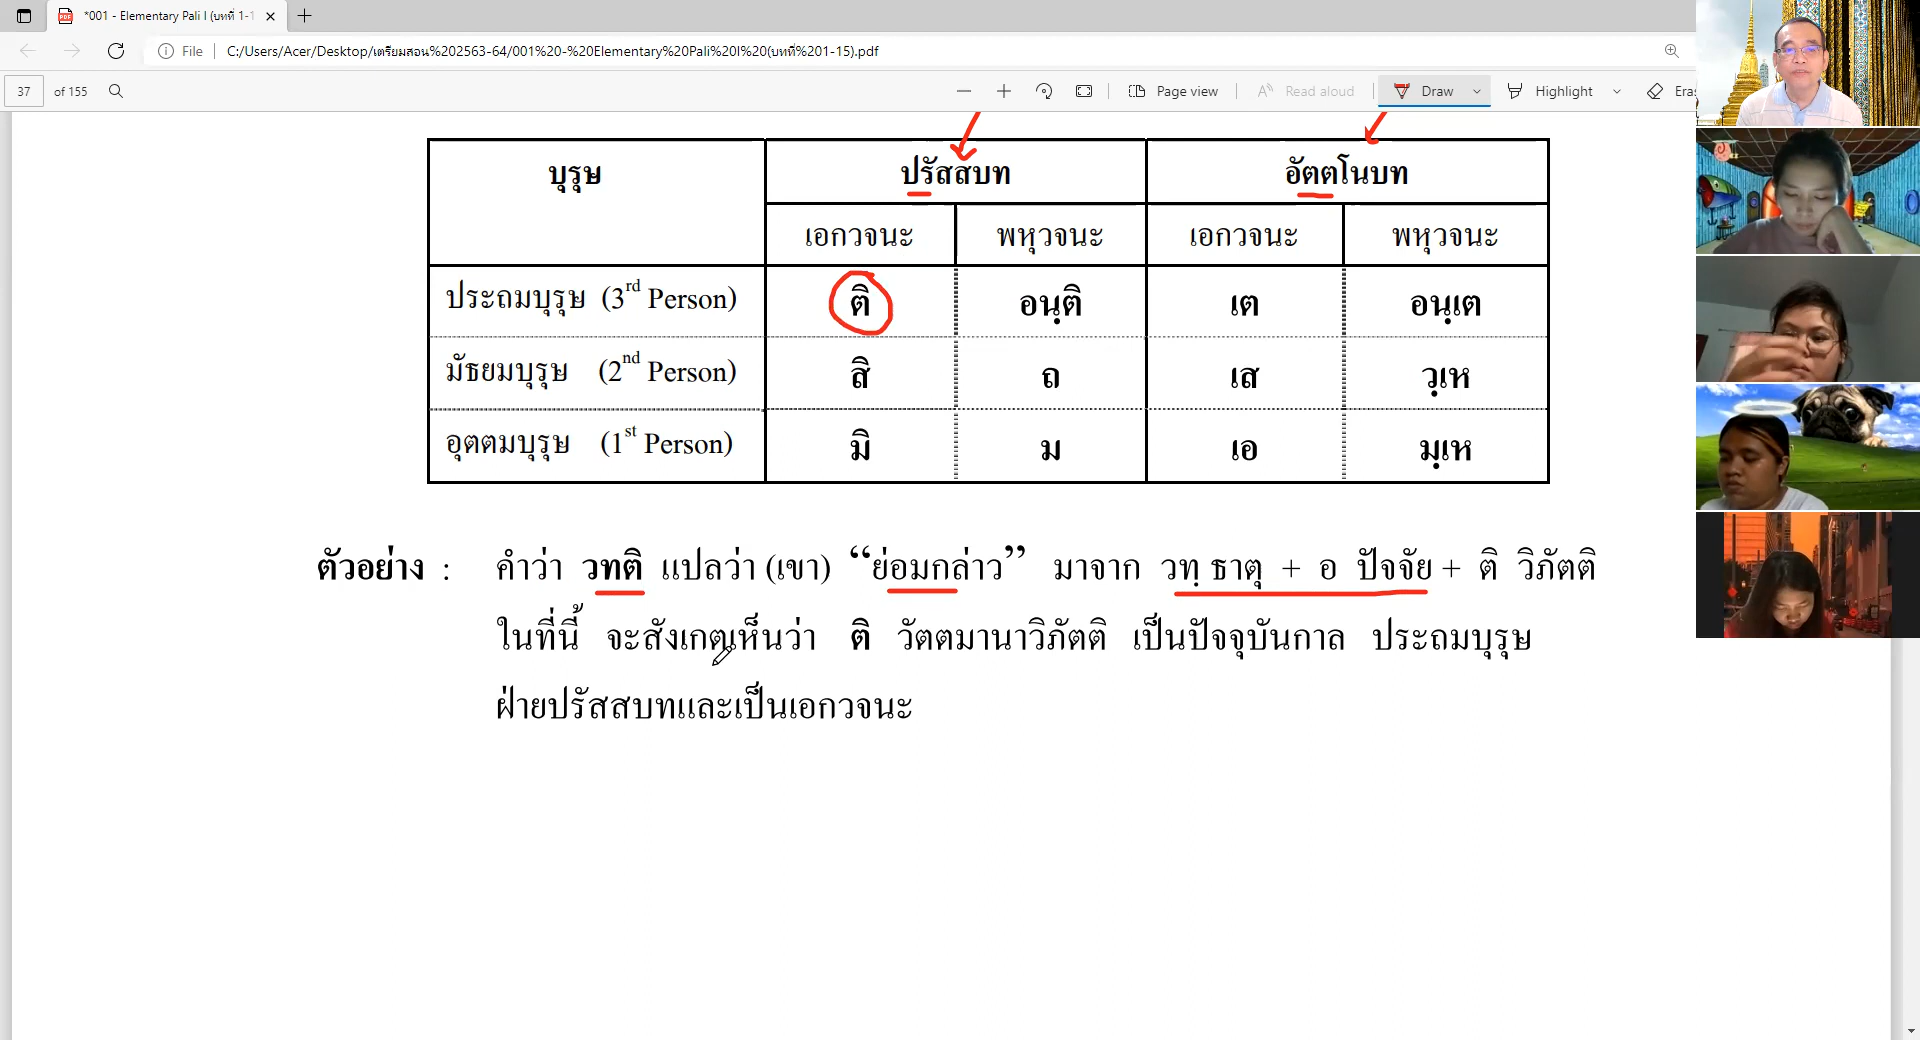 *001 - Elementary Pali I (บทที่ 1-1
File C:/Users/Acer/Desktop/เตรียมสอน%202563-64/001%20-%20Elementary%20Pali%20I%20(บทที่%201-15).pdf
37 of 155 Page view Read aloud Draw Highlight Eras
บุรุษ ปรัสสบท อัตตโนบท
เอกวจนะ พหุวจนะ เอกวจนะ พหุวจนะ
ประถมบุรุษ (3rd Person) ติ อนฺติ เต อนฺเต
มัธยมบุรุษ (2nd Person) สิ ถ เส วฺเห
อุตตมบุรุษ (1st Person) มิ ม เอ มฺเห
ตัวอย่าง : คำว่า วทติ แปลว่า (เขา) “ย่อมกล่าว” มาจาก วทฺ ธาตุ + อ ปัจจัย + ติ วิภัตติ
ในที่นี้ จะสังเกตเห็นว่า ติ วัตตมานาวิภัตติ เป็นปัจจุบันกาล ประถมบุรุษ
ฝ่ายปรัสสบทและเป็นเอกวจนะ